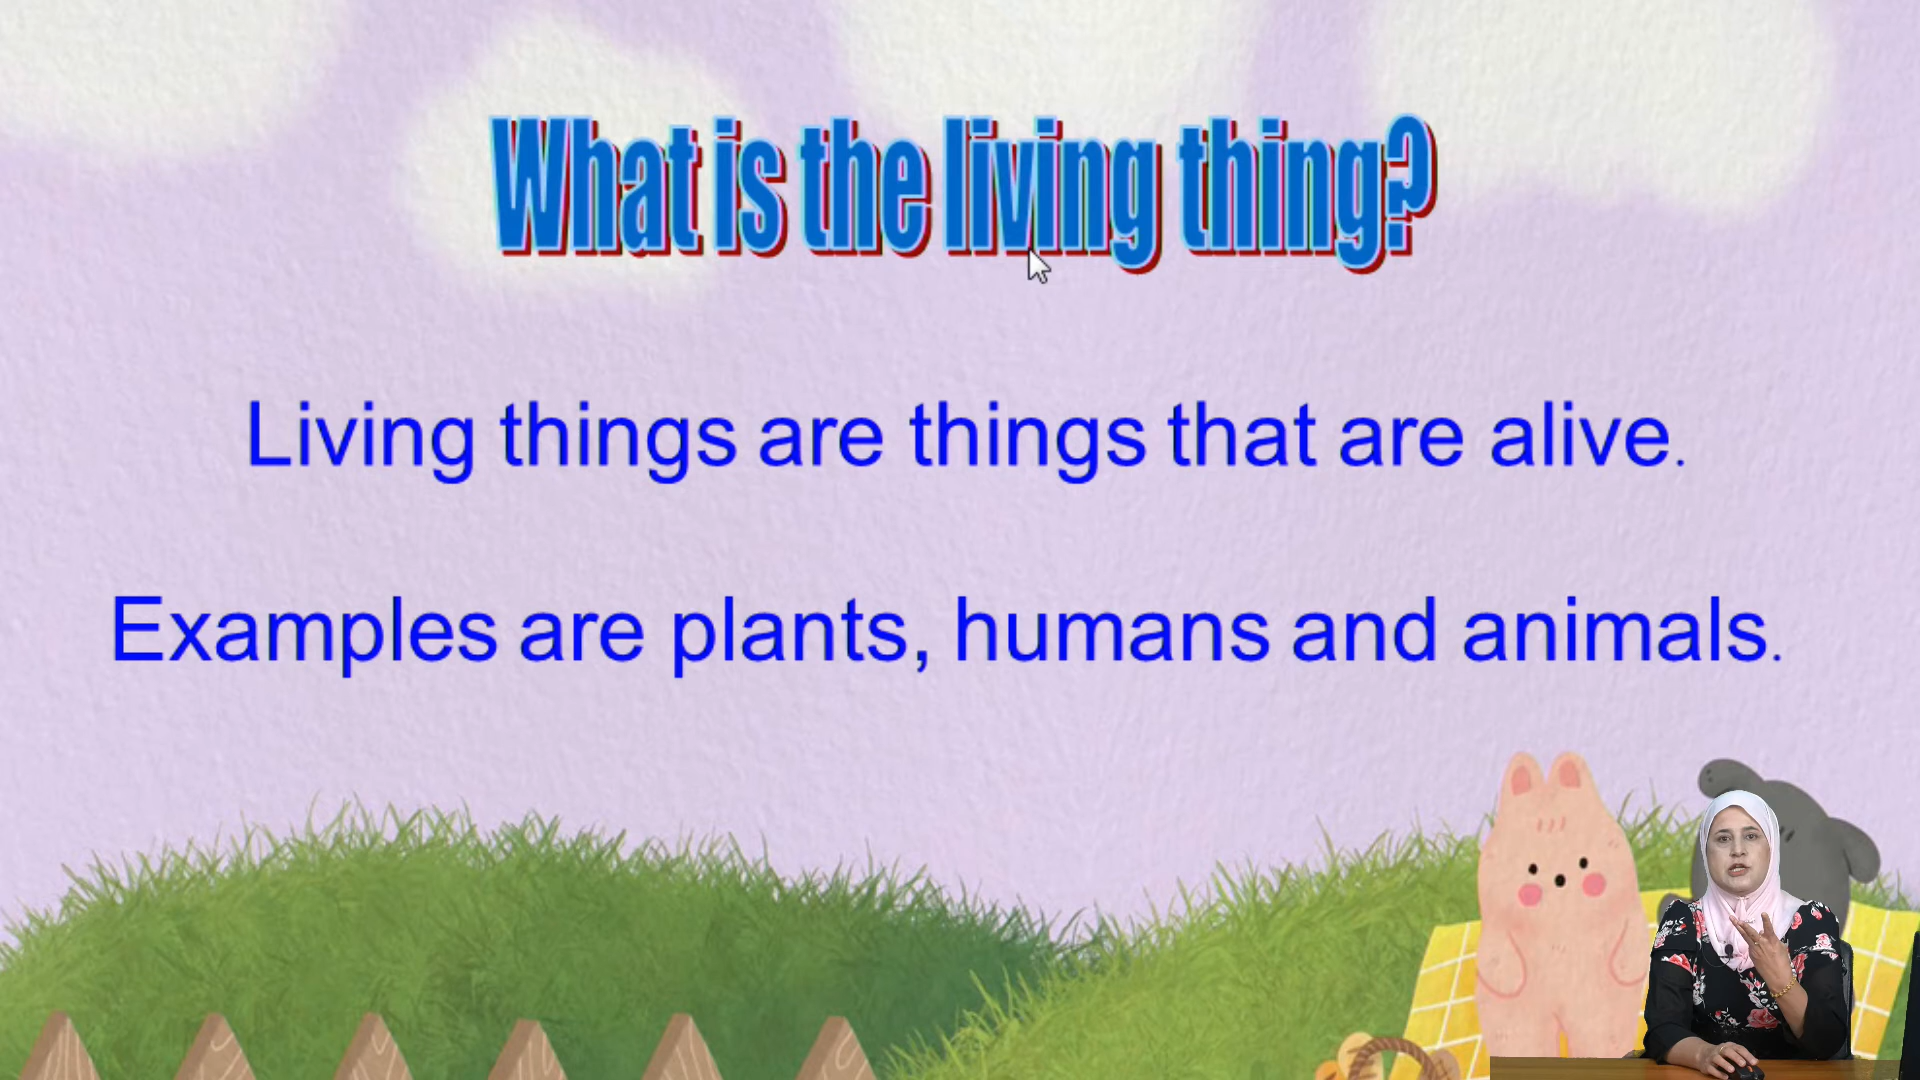 What is the living thing?
Living things are things that are alive.
Examples are plants, humans and animals.